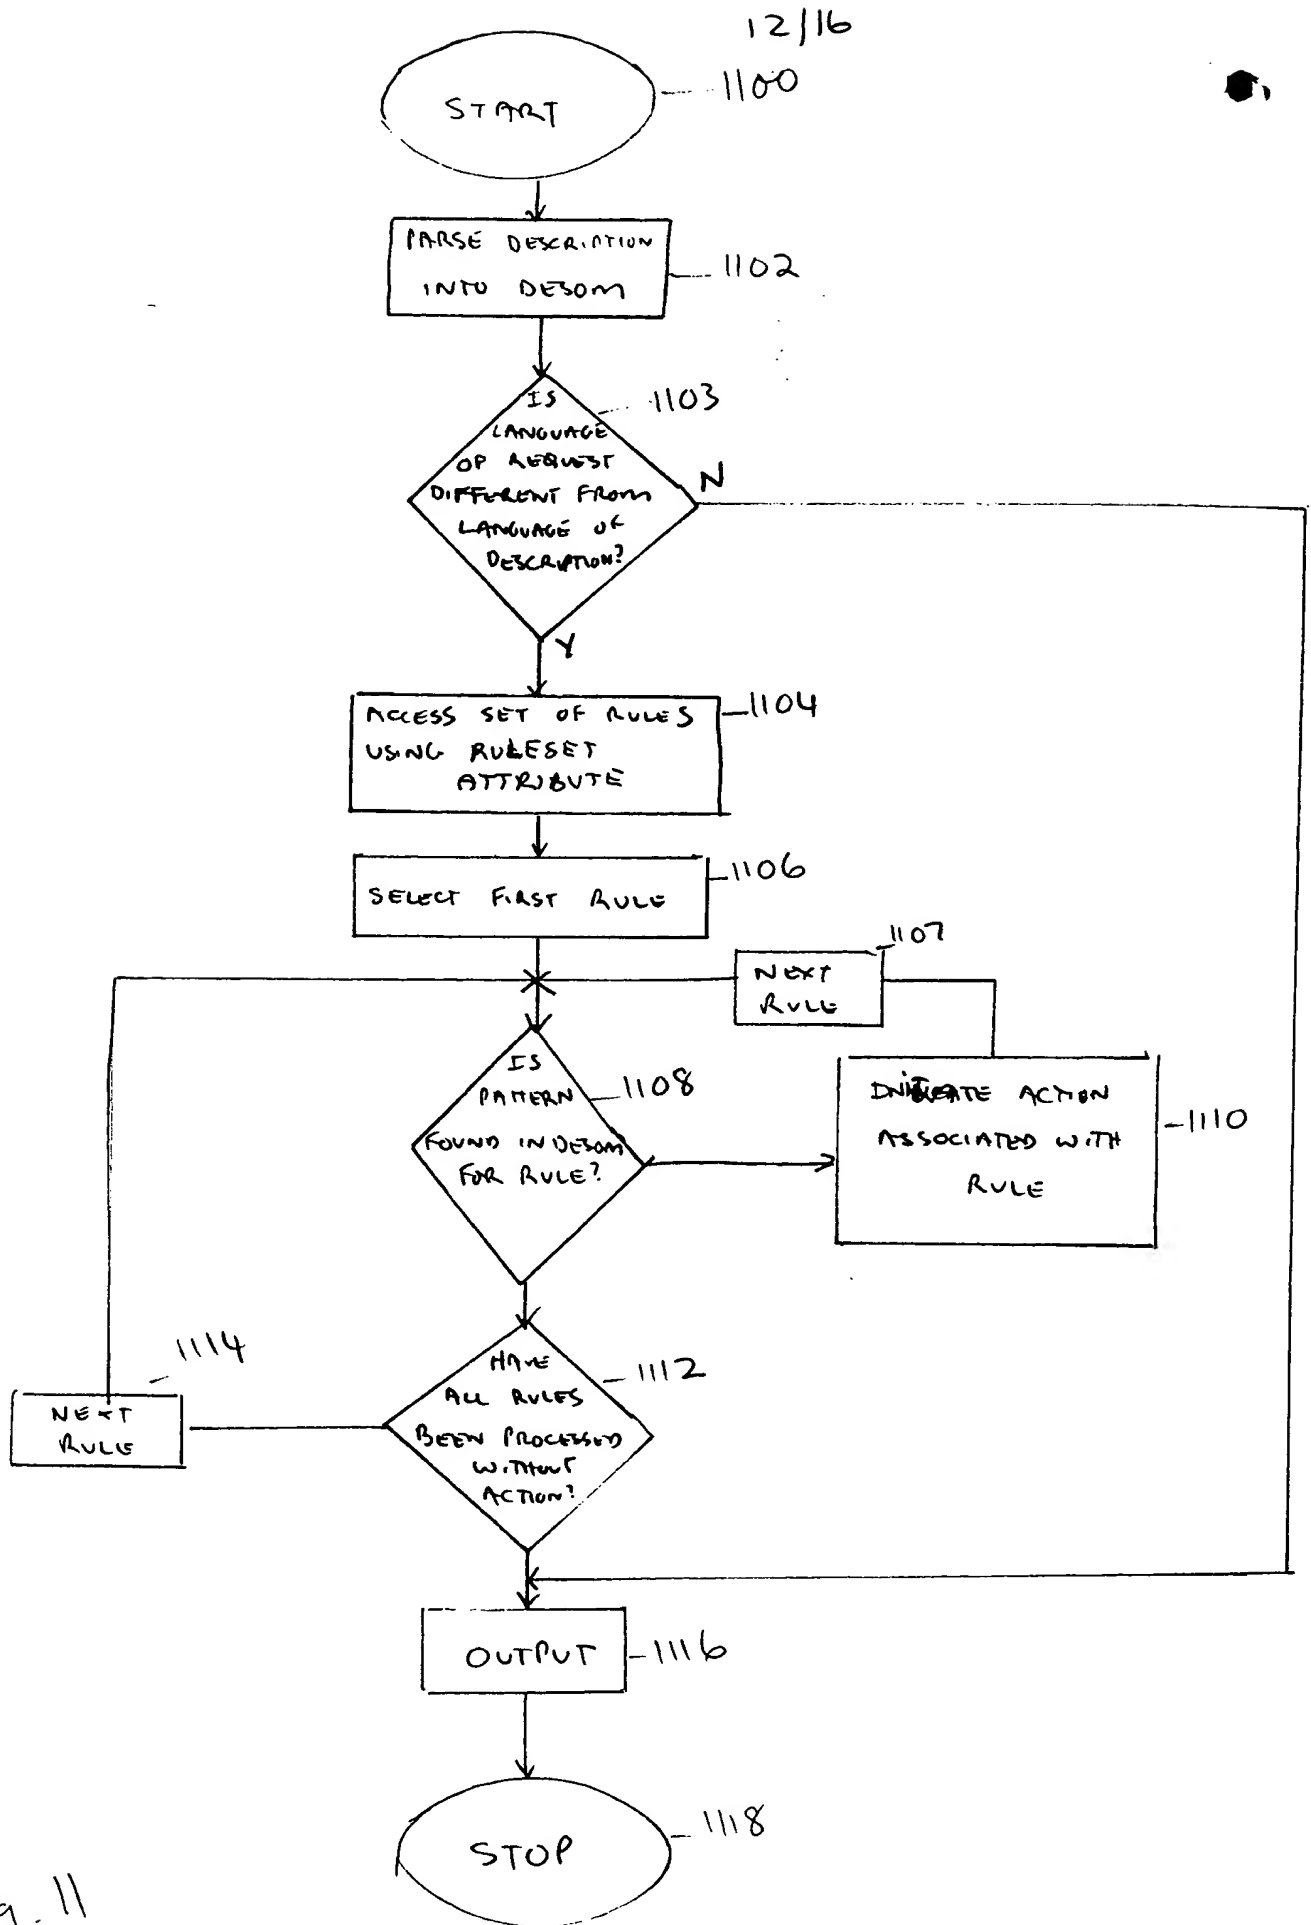 12/16
START
1100
PARSE DESCRIPTION
INTO DESOM
1102
IS
LANGUAGE
OF REQUEST
DIFFERENT FROM
LANGUAGE OF
DESCRIPTION?
1103
N
Y
ACCESS SET OF RULES
USING RULESET
ATTRIBUTE
1104
SELECT FIRST RULE
1106
NEXT
RULE
1107
IS
PATTERN
FOUND IN DESOM
FOR RULE?
1108
INITIATE ACTION
ASSOCIATED WITH
RULE
1110
HAVE
ALL RULES
BEEN PROCESSED
WITHOUT
ACTION?
1112
NEXT
RULE
1114
OUTPUT
1116
STOP
1118
g. 11